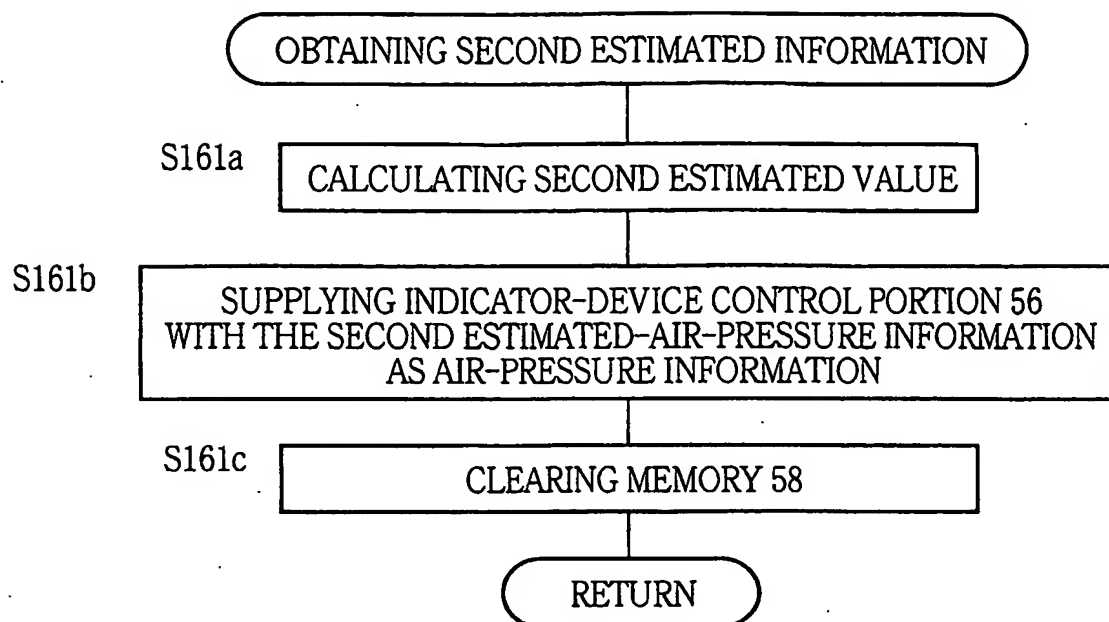 OBTAINING SECOND ESTIMATED INFORMATION
S161a
CALCULATING SECOND ESTIMATED VALUE
S161b
SUPPLYING INDICATOR-DEVICE CONTROL PORTION 56
WITH THE SECOND ESTIMATED-AIR-PRESSURE INFORMATION
AS AIR-PRESSURE INFORMATION
S161c
CLEARING MEMORY 58
RETURN